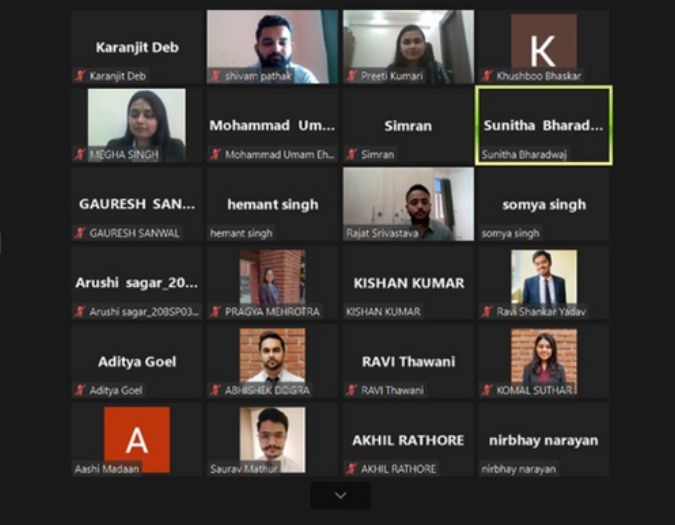 Karanjit Deb
Karanjit Deb
shivam pathak
Preeti Kumari
K
Khushboo Bhaskar
MEGHA SINGH
Mohammad Um...
Mohammad Umam Eh...
Simran
Simran
Sunitha Bharad...
Sunitha Bharadwaj
GAURESH SAN...
GAURESH SANWAL
hemant singh
hemant singh
Rajat Srivastava
somya singh
somya singh
Arushi sagar_20...
Arushi sagar_20BSP03...
PRAGYA MEHROTRA
KISHAN KUMAR
KISHAN KUMAR
Ravi Shankar Yadav
Aditya Goel
Aditya Goel
ABHISHEK DOGRA
RAVI Thawani
RAVI Thawani
KOMAL SUTHAR
A
Aashi Madaan
Saurav Mathur
AKHIL RATHORE
AKHIL RATHORE
nirbhay narayan
nirbhay narayan